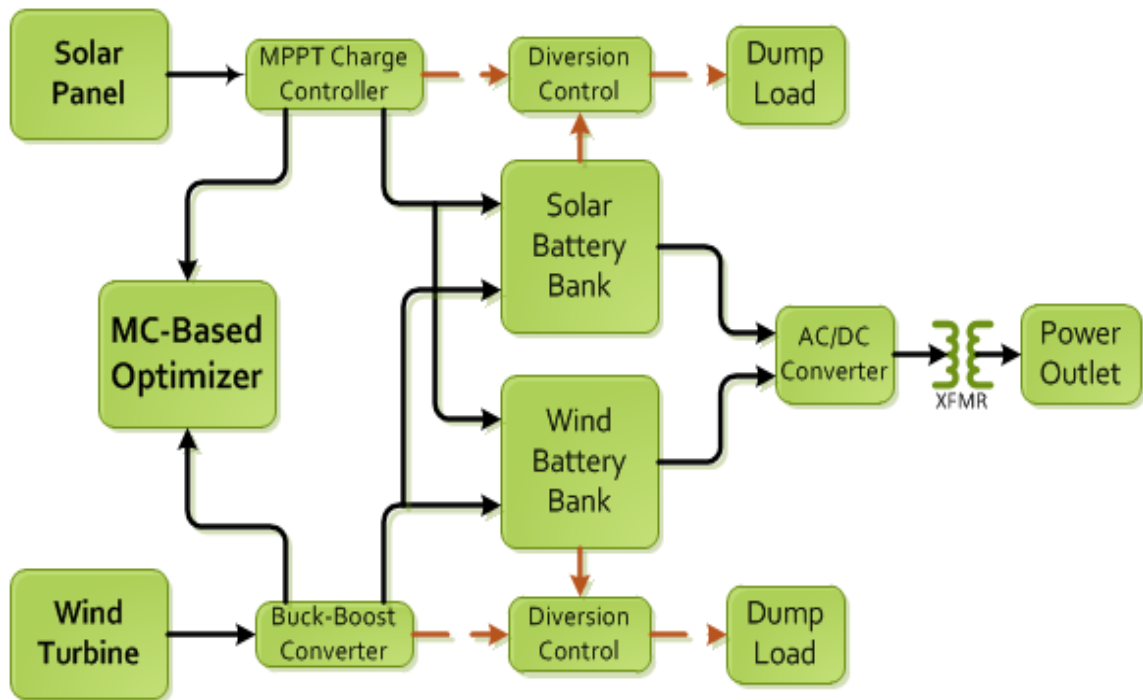 Solar
Panel
MPPT Charge
Controller
Diversion
Control
Dump
Load
Solar
Battery
Bank
MC-Based
Optimizer
AC/DC
Converter
XFMR
Power
Outlet
Wind
Battery
Bank
Wind
Turbine
Buck-Boost
Converter
Diversion
Control
Dump
Load